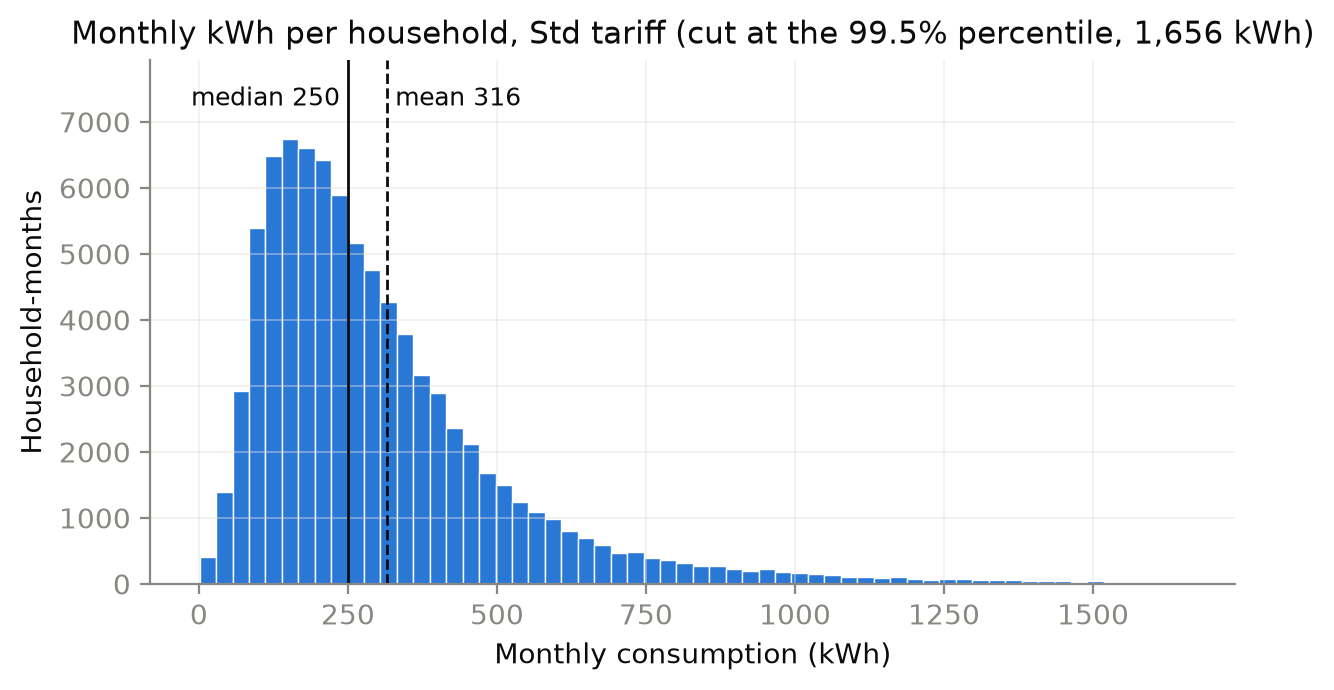 Monthly kWh per household, Std tariff (cut at the 99.5% percentile, 1,656 kWh)
median 250
mean 316
7000
6000
5000
4000
3000
2000
1000
0
Household-months
0 250 500 750 1000 1250 1500
Monthly consumption (kWh)